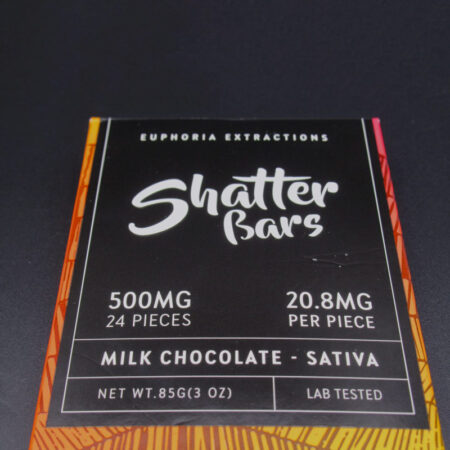 EUPHORIA EXTRACTIONS
Shatter
Bars
500MG 20.8MG
24 PIECES PER PIECE
MILK CHOCOLATE - SATIVA
NET WT.85G(3 OZ) LAB TESTED